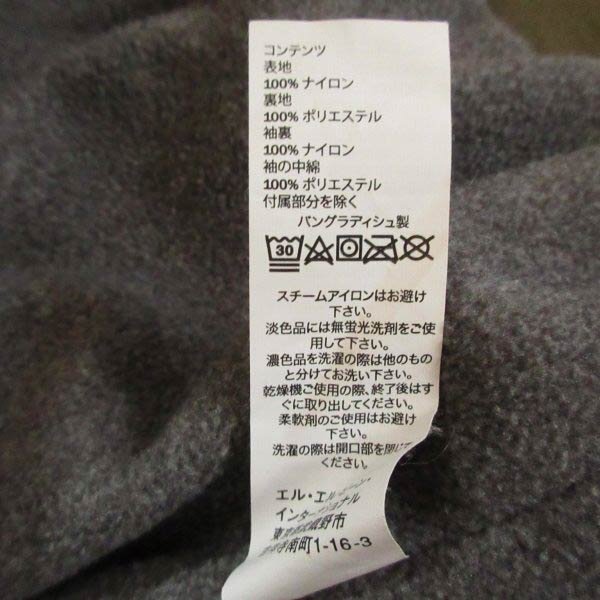 コンテンツ
表地
100% ナイロン
裏地
100% ポリエステル
袖裏
100% ナイロン
袖の中綿
100% ポリエステル
付属部分を除く
バングラディシュ製
30
スチームアイロンはお避け
下さい。
淡色品には無蛍光洗剤をご使
用して下さい。
濃色品を洗濯の際は他のもの
と分けてお洗い下さい。
乾燥機ご使用の際、終了後はす
ぐに取り出してください。
柔軟剤のご使用はお避け
下さい。
洗濯の際は開口部を閉じて
ください。
エル・エル
インターナショナル
東京都武蔵野市
南町1-16-3